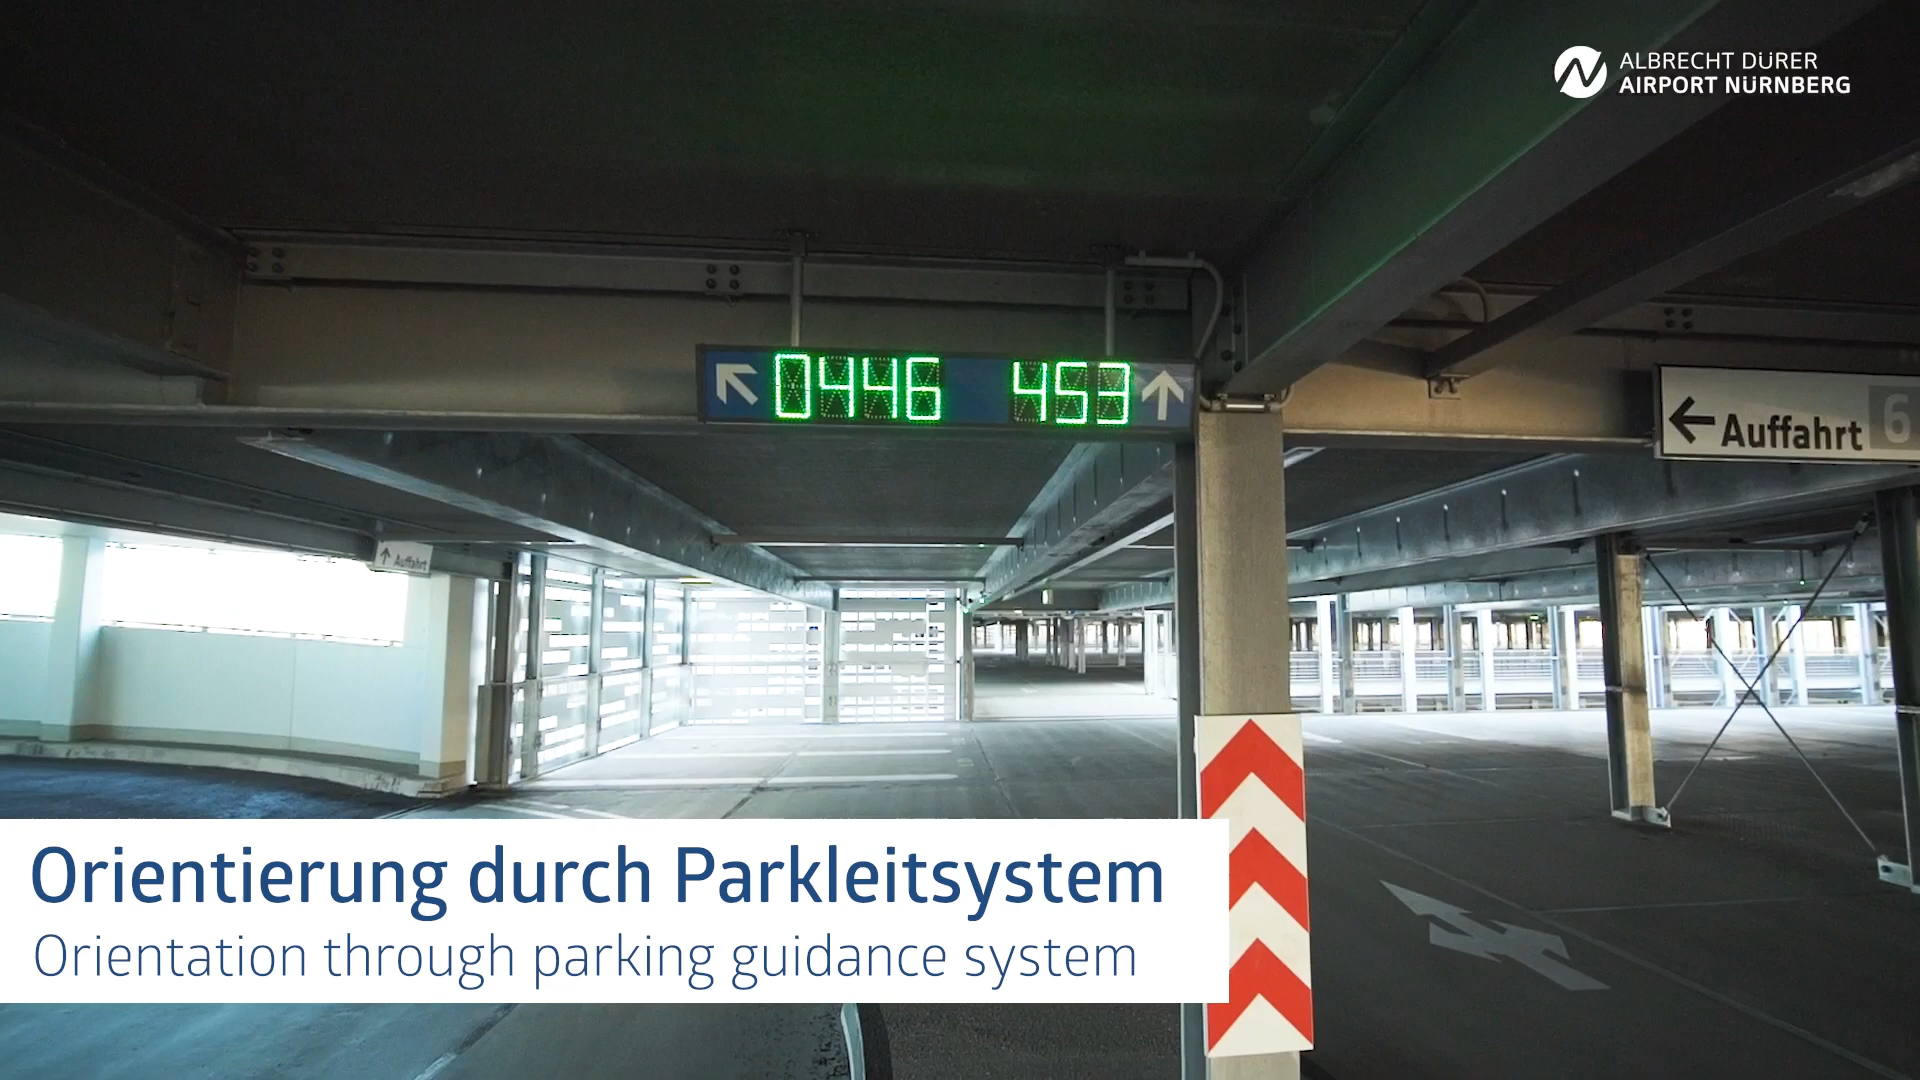 ALBRECHT DÜRER
AIRPORT NÜRNBERG
0446 453
Auffahrt 6
Auffahrt
Orientierung durch Parkleitsystem
Orientation through parking guidance system